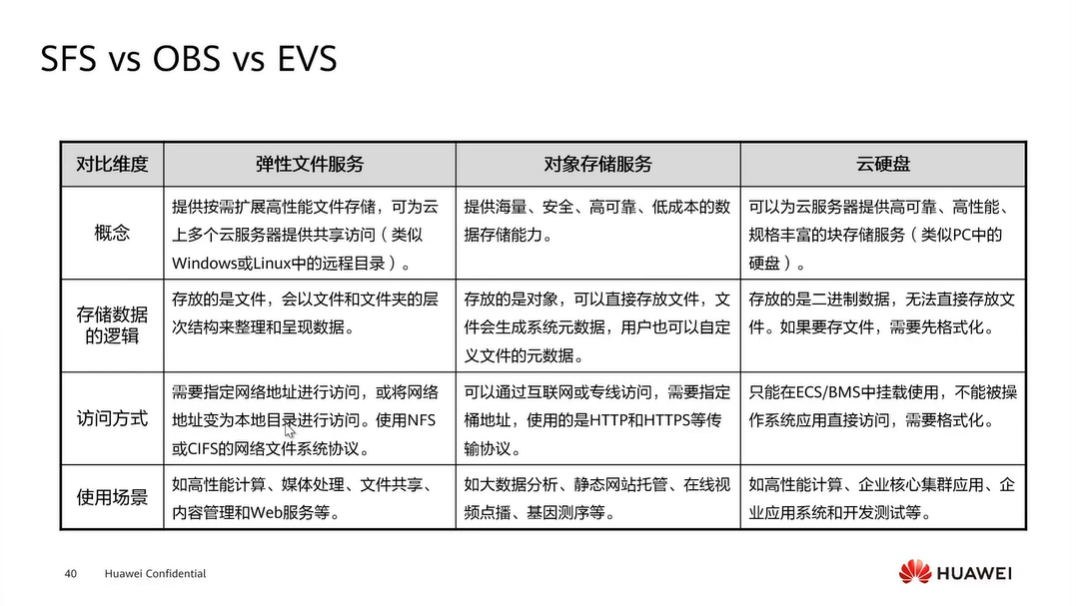 SFS vs OBS vs EVS
对比维度
弹性文件服务
对象存储服务
云硬盘
概念
提供按需扩展高性能文件存储，可为云
上多个云服务器提供共享访问（类似
Windows或Linux中的远程目录）。
提供海量、安全、高可靠、低成本的数
据存储能力。
可以为云服务器提供高可靠、高性能、
规格丰富的块存储服务（类似PC中的
硬盘）。
存储数据
的逻辑
存放的是文件，会以文件和文件夹的层
次结构来整理和呈现数据。
存放的是对象，可以直接存放文件，文
件会生成系统元数据，用户也可以自定
义文件的元数据。
存放的是二进制数据，无法直接存放文
件。如果要存文件，需要先格式化。
访问方式
需要指定网络地址进行访问，或将网络
地址变为本地目录进行访问。使用NFS
或CIFS的网络文件系统协议。
可以通过互联网或专线访问，需要指定
桶地址，使用的是HTTP和HTTPS等传
输协议。
只能在ECS/BMS中挂载使用，不能被操
作系统应用直接访问，需要格式化。
使用场景
如高性能计算、媒体处理、文件共享、
内容管理和Web服务等。
如大数据分析、静态网站托管、在线视
频点播、基因测序等。
如高性能计算、企业核心集群应用、企
业应用系统和开发测试等。
40 Huawei Confidential
HUAWEI